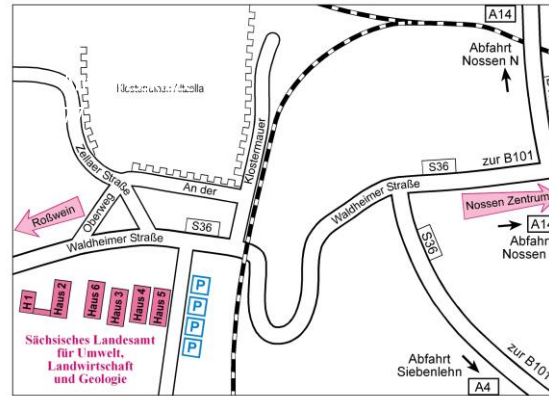 A14
Abfahrt
Nossen N
Zellaer Straße
An der
Klostermauer
Oberweg
Roßwein
S36
Waldheimer Straße
Waldheimer Straße
S36
zur B101
Nossen Zentrum
A14
Abfahrt
Nossen
S36
H 1
Haus 2
Haus 6
Haus 3
Haus 4
Haus 5
P
P
P
P
Sächsisches Landesamt
für Umwelt,
Landwirtschaft
und Geologie
Abfahrt
Siebenlehn
A4
zur B101